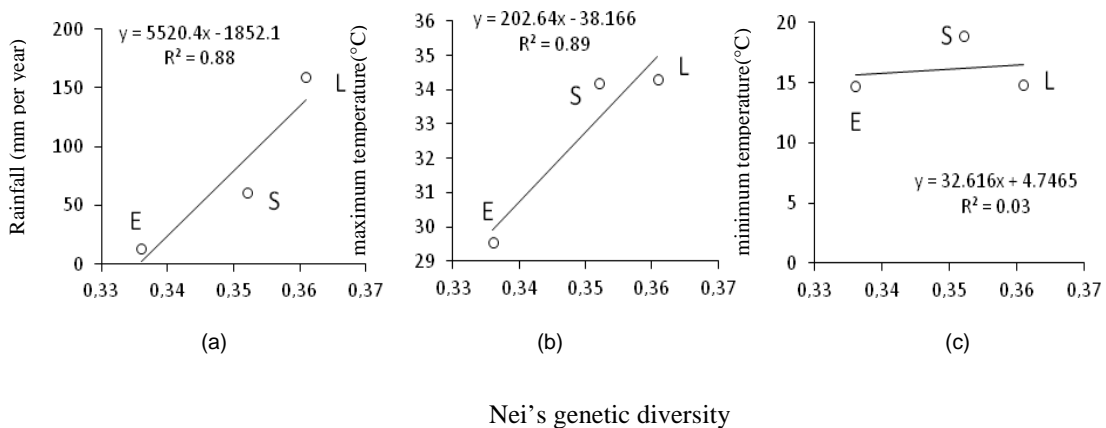 Rainfall (mm per year)
200
150
100
50
0
y = 5520.4x - 1852.1
R² = 0.88
E
S
L
0,33 0,34 0,35 0,36 0,37
(a)
maximum temperature(°C)
36
35
34
33
32
31
30
29
y = 202.64x - 38.166
R² = 0.89
E
S
L
0,33 0,34 0,35 0,36 0,37
(b)
minimum temperature(°C)
20
15
10
5
0
S
E
L
y = 32.616x + 4.7465
R² = 0.03
0,33 0,34 0,35 0,36 0,37
(c)
Nei's genetic diversity